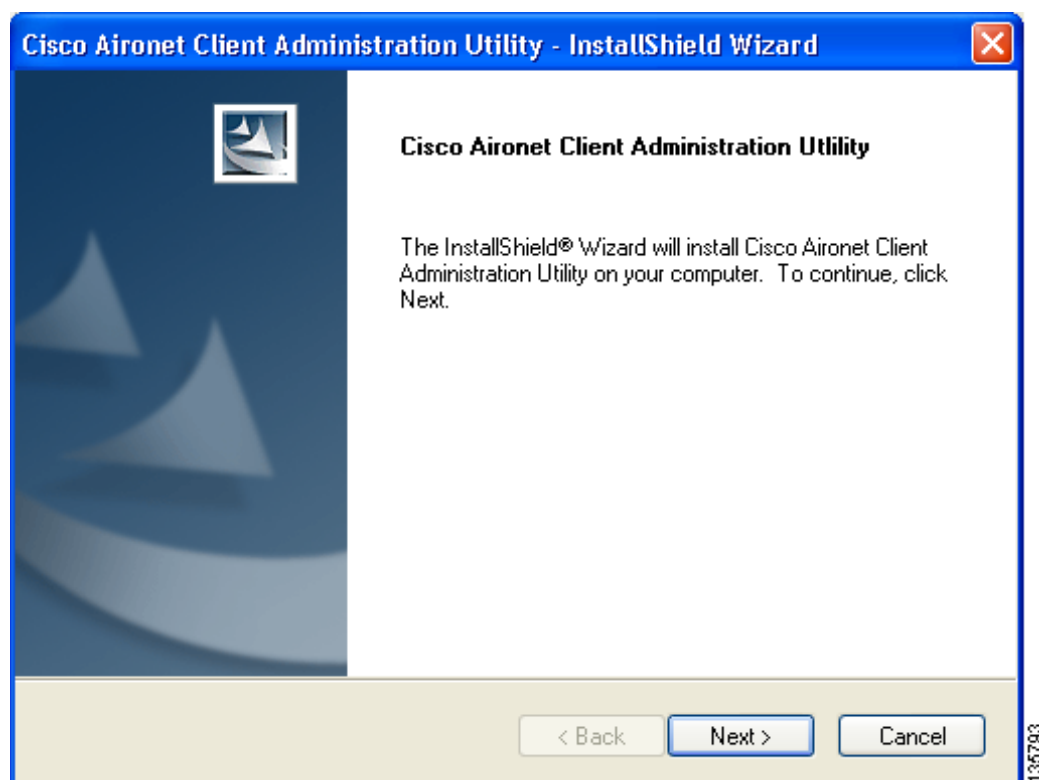 Cisco Aironet Client Administration Utility - InstallShield Wizard
Cisco Aironet Client Administration Utlility
The InstallShield® Wizard will install Cisco Aironet Client
Administration Utility on your computer.  To continue, click
Next.
< Back
Next >
Cancel
135793